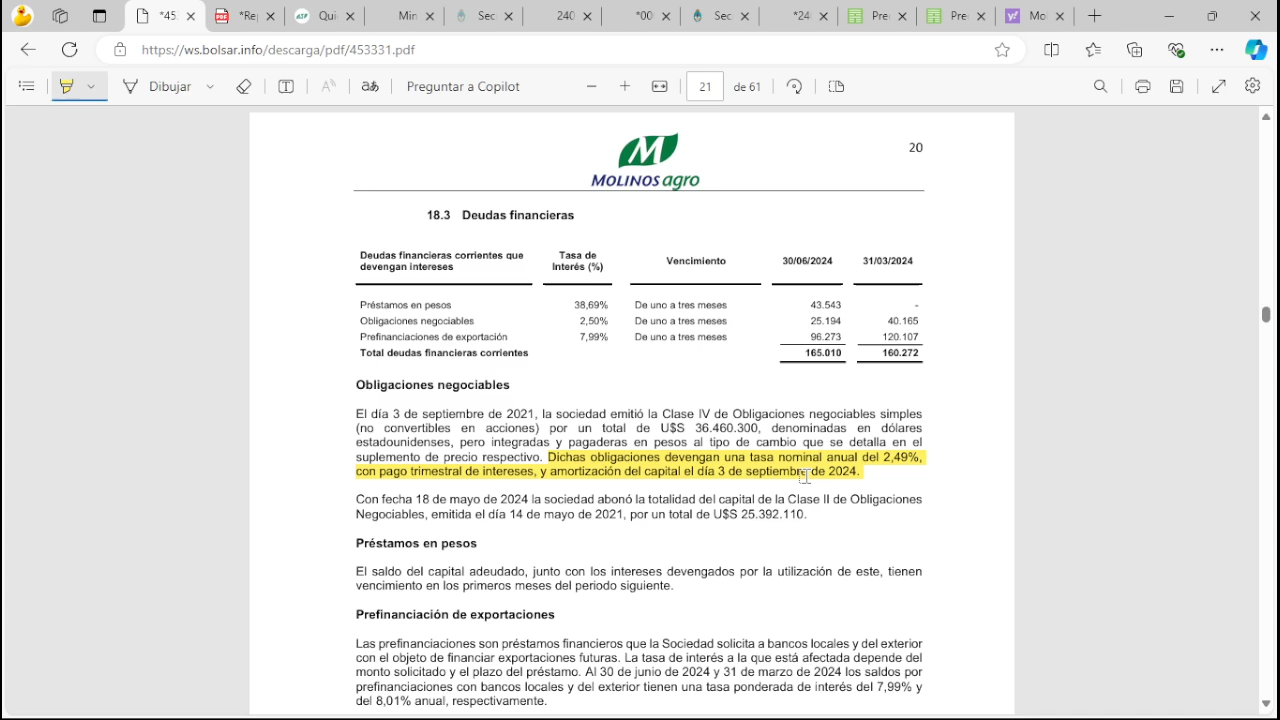 *45
*Rep
Quie
Min
Sec
240
*00
Sec
*24
Pre
Pre
Mo
https://ws.bolsar.info/descarga/pdf/453331.pdf
Dibujar
Preguntar a Copilot
21
de 61
MOLINOS agro
20
18.3 Deudas financieras
Deudas financieras corrientes que devengan intereses Tasa de Interés (%) Vencimiento 30/06/2024 31/03/2024
Préstamos en pesos 38,69% De uno a tres meses 43.543 -
Obligaciones negociables 2,50% De uno a tres meses 25.194 40.165
Prefinanciaciones de exportación 7,99% De uno a tres meses 96.273 120.107
Total deudas financieras corrientes 165.010 160.272
Obligaciones negociables
El día 3 de septiembre de 2021, la sociedad emitió la Clase IV de Obligaciones negociables simples
(no convertibles en acciones) por un total de U$S 36.460.300, denominadas en dólares
estadounidenses, pero integradas y pagaderas en pesos al tipo de cambio que se detalla en el
suplemento de precio respectivo. Dichas obligaciones devengan una tasa nominal anual del 2,49%,
con pago trimestral de intereses, y amortización del capital el día 3 de septiembre de 2024.
Con fecha 18 de mayo de 2024 la sociedad abonó la totalidad del capital de la Clase II de Obligaciones
Negociables, emitida el día 14 de mayo de 2021, por un total de U$S 25.392.110.
Préstamos en pesos
El saldo del capital adeudado, junto con los intereses devengados por la utilización de este, tienen
vencimiento en los primeros meses del periodo siguiente.
Prefinanciación de exportaciones
Las prefinanciaciones son préstamos financieros que la Sociedad solicita a bancos locales y del exterior
con el objeto de financiar exportaciones futuras. La tasa de interés a la que está afectada depende del
monto solicitado y el plazo del préstamo. Al 30 de junio de 2024 y 31 de marzo de 2024 los saldos por
prefinanciaciones con bancos locales y del exterior tienen una tasa ponderada de interés del 7,99% y
del 8,01% anual, respectivamente.